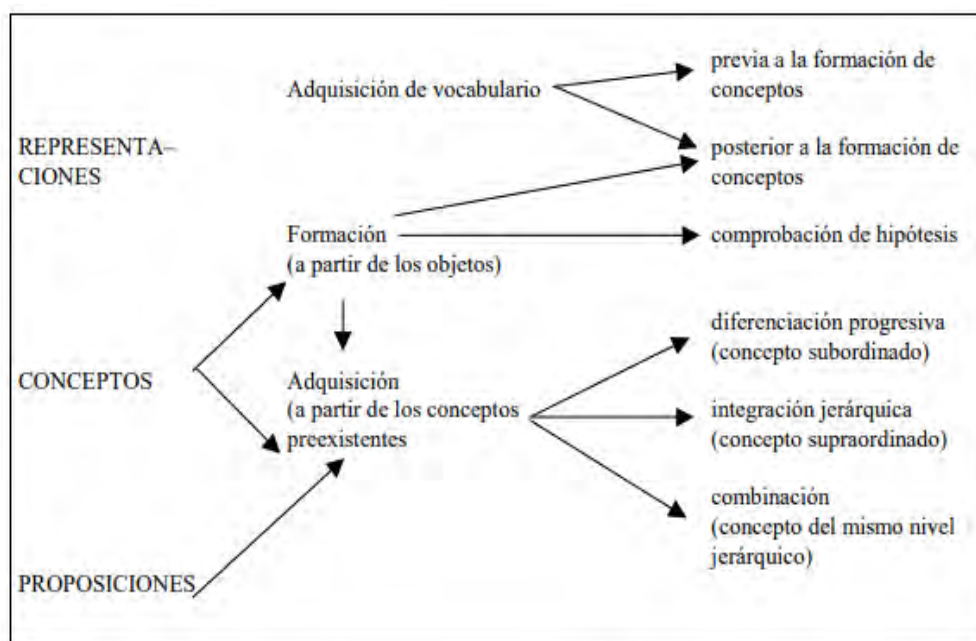 previa a la formación de
conceptos
Adquisición de vocabulario
REPRESENTA–
CIONES
posterior a la formación de
conceptos
Formación
(a partir de los objetos)
comprobación de hipótesis
diferenciación progresiva
(concepto subordinado)
CONCEPTOS
Adquisición
(a partir de los conceptos
preexistentes
integración jerárquica
(concepto supraordinado)
combinación
(concepto del mismo nivel
jerárquico)
PROPOSICIONES